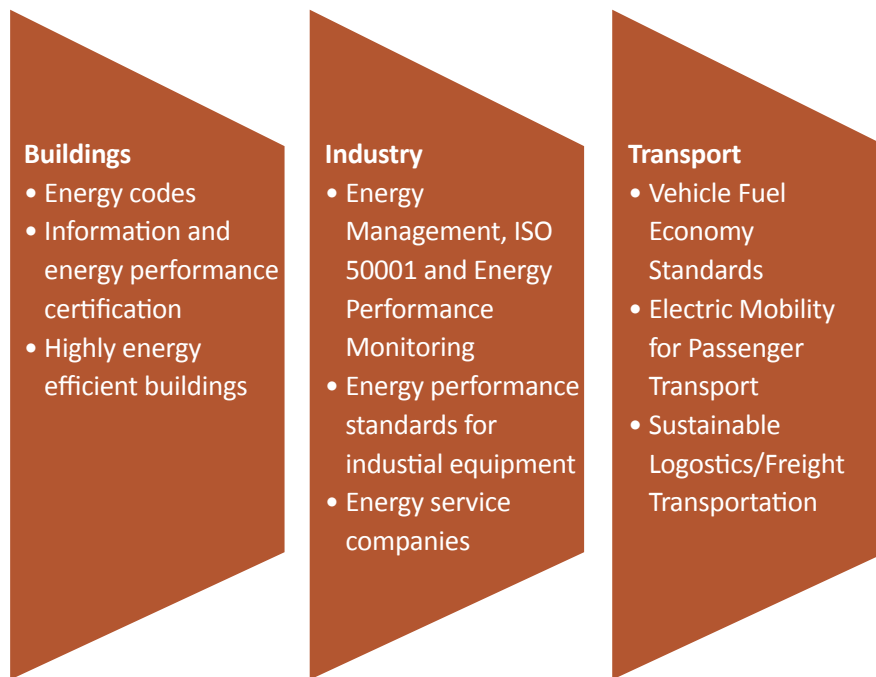 Buildings
• Energy codes
• Information and
energy performance
certification
• Highly energy
efficient buildings
Industry
• Energy
Management, ISO
50001 and Energy
Performance
Monitoring
• Energy performance
standards for
industial equipment
• Energy service
companies
Transport
• Vehicle Fuel
Economy
Standards
• Electric Mobility
for Passenger
Transport
• Sustainable
Logostics/Freight
Transportation